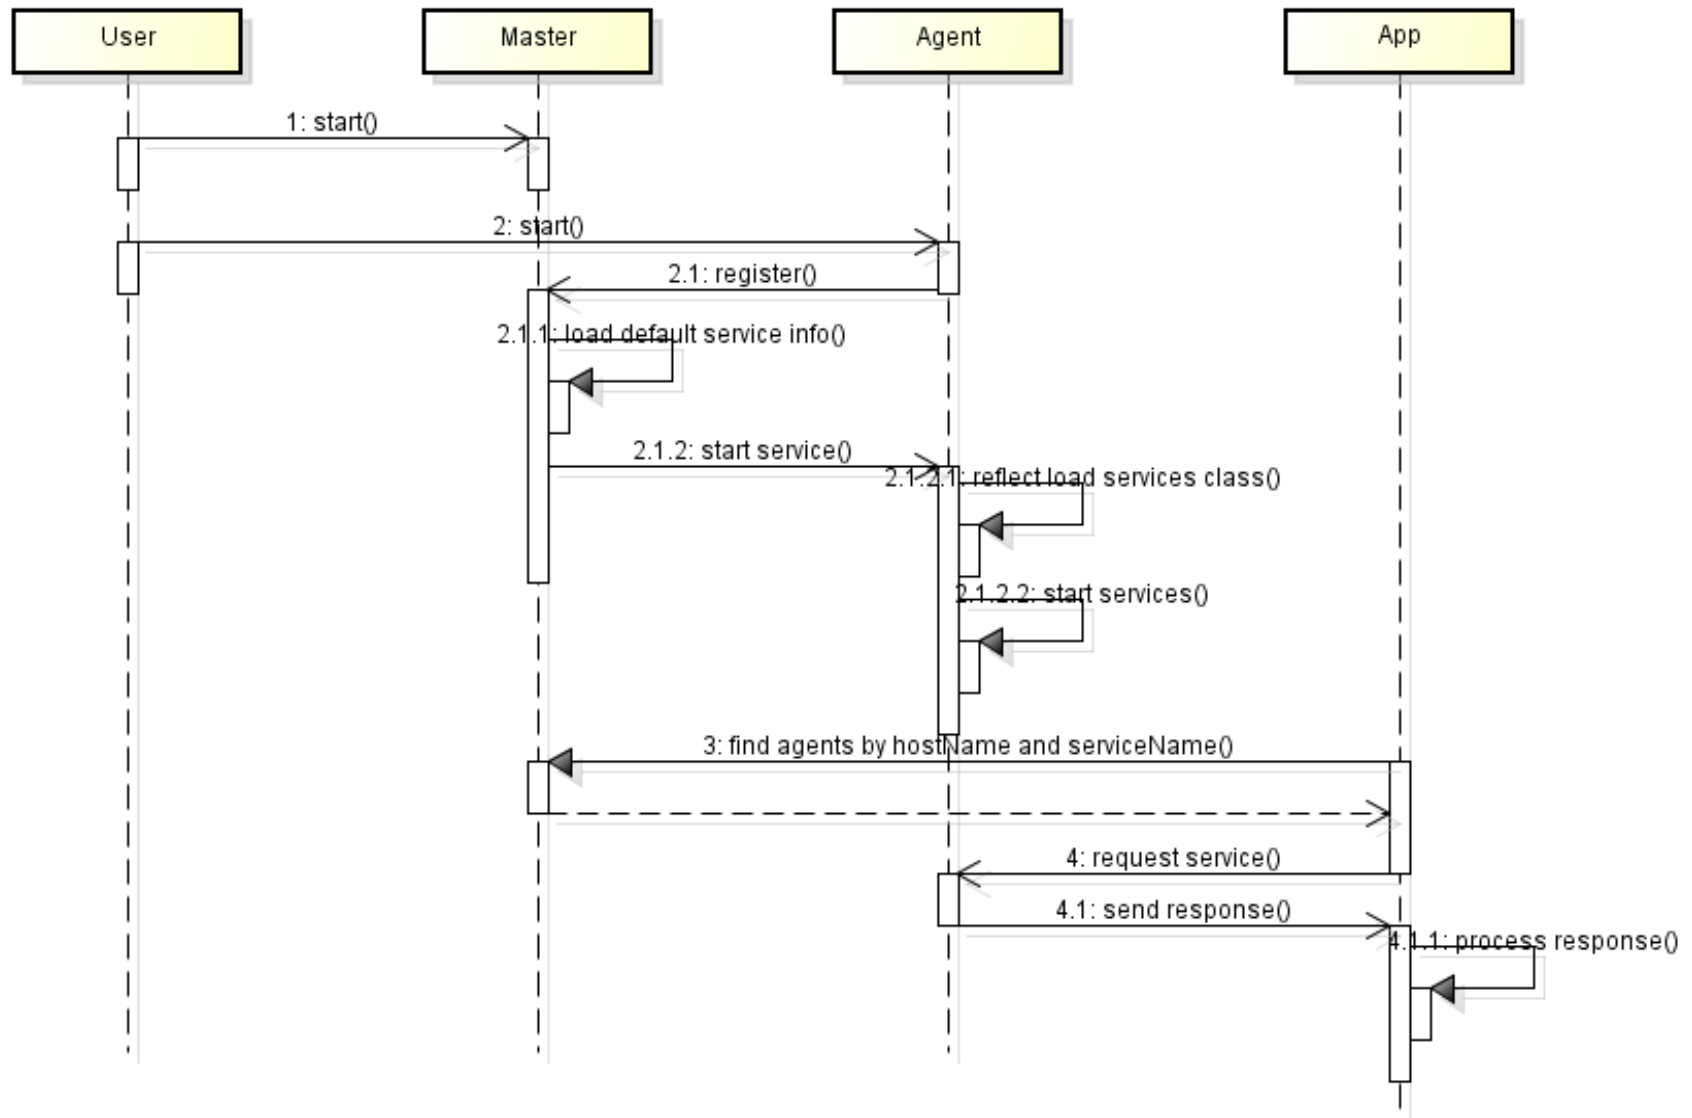 User
Master
Agent
App
1: start()
2: start()
2.1: register()
2.1.1: load default service info()
2.1.2: start service()
2.1.2.1: reflect load services class()
2.1.2.2: start services()
3: find agents by hostName and serviceName()
4: request service()
4.1: send response()
4.1.1: process response()